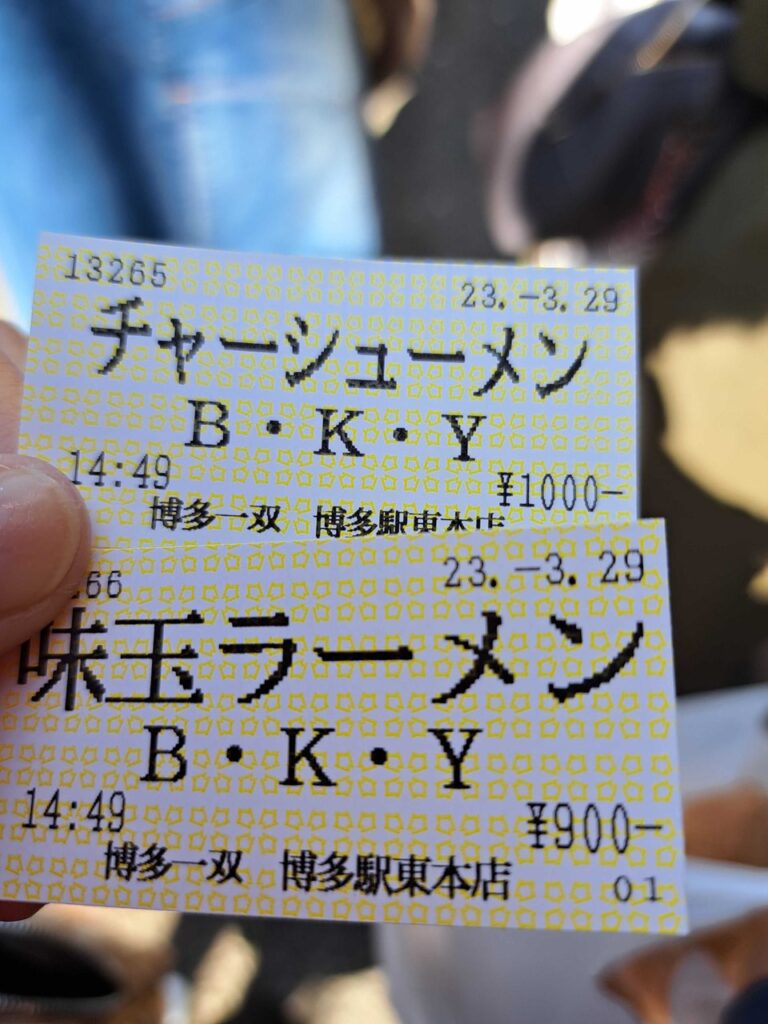 13265 23.-3.29
チャーシューメン
B・K・Y
14:49 ¥1000-
博多一双 博多駅東本店
66 23.-3.29
味玉ラーメン
B・K・Y
14:49 ¥900-
博多一双 博多駅東本店 01